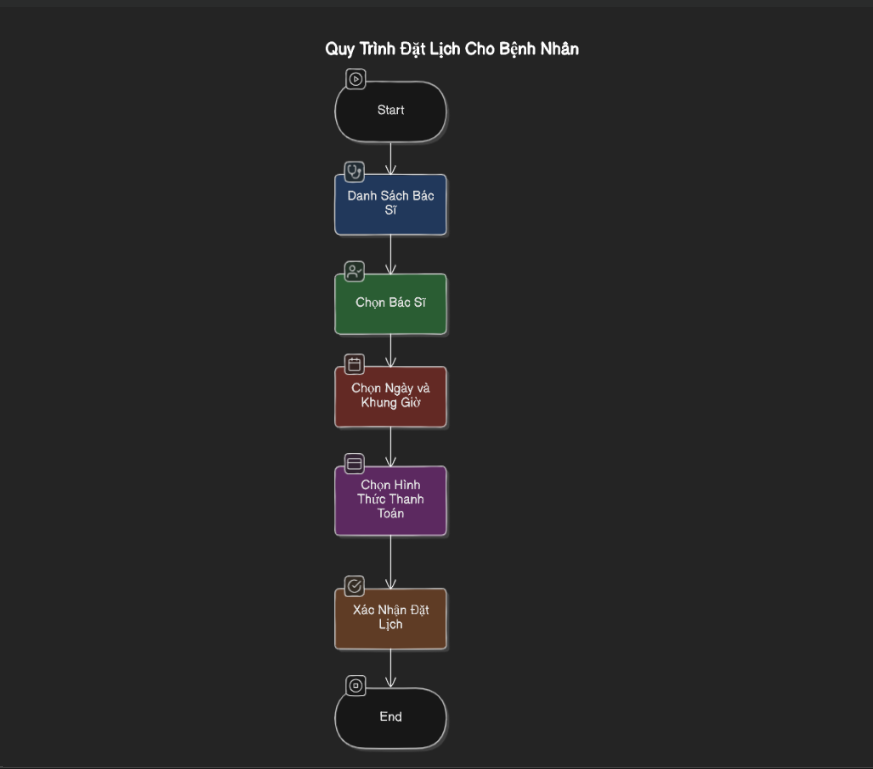 Quy Trình Đặt Lịch Cho Bệnh Nhân
Start
Danh Sách Bác
Sĩ
Chọn Bác Sĩ
Chọn Ngày và
Khung Giờ
Chọn Hình
Thức Thanh
Toán
Xác Nhận Đặt
Lịch
End